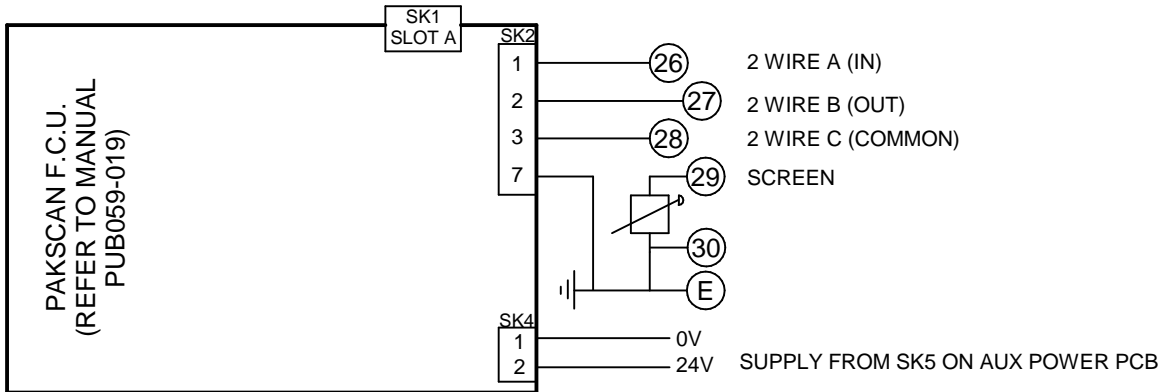 SK1
SLOT A
SK2
1
26
2 WIRE A (IN)
2
27
2 WIRE B (OUT)
3
28
2 WIRE C (COMMON)
7
29
SCREEN
30
E
PAKSCAN F.C.U.
(REFER TO MANUAL
PUB059-019)
SK4
1
0V
2
24V
SUPPLY FROM SK5 ON AUX POWER PCB